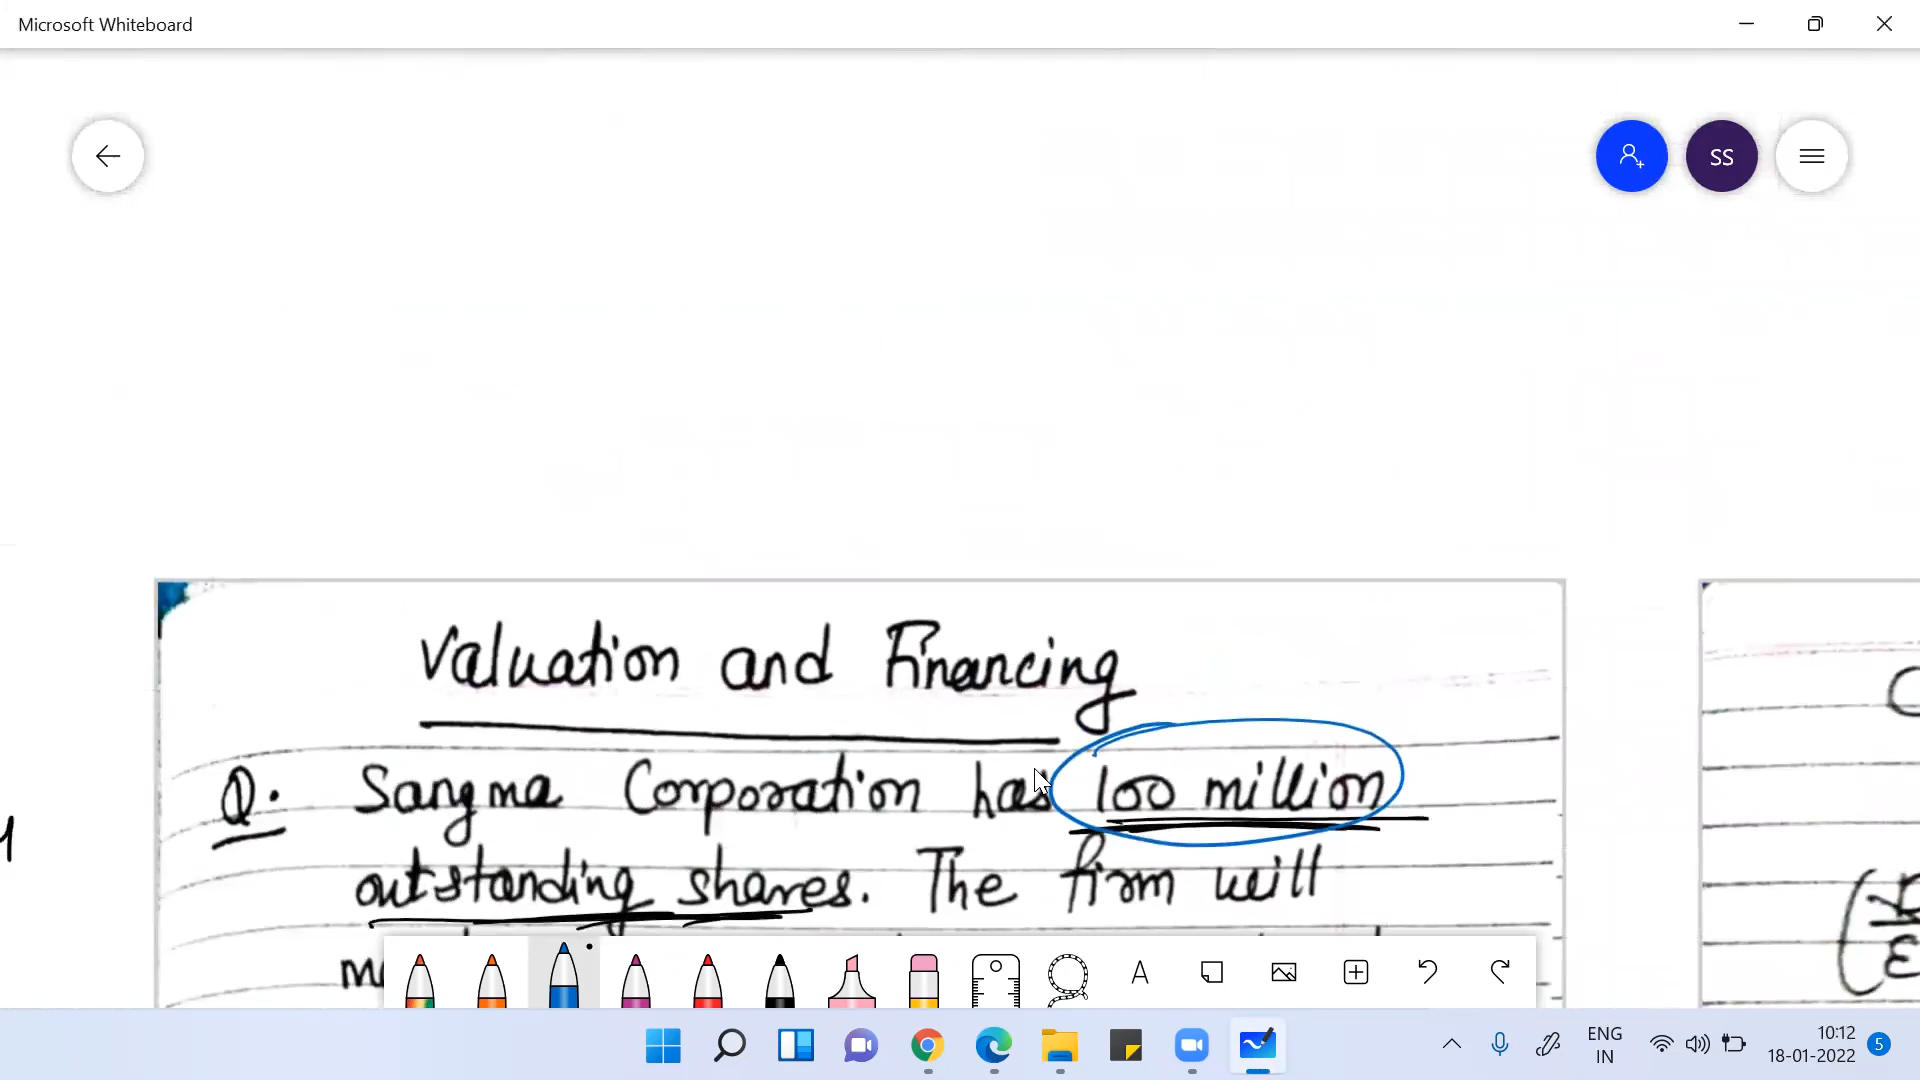 Microsoft Whiteboard
SS
Valuation and Financing
Q. Sangma Corporation has 100 million
outstanding shares. The firm will
A
ENG
IN
10:12
18-01-2022
5